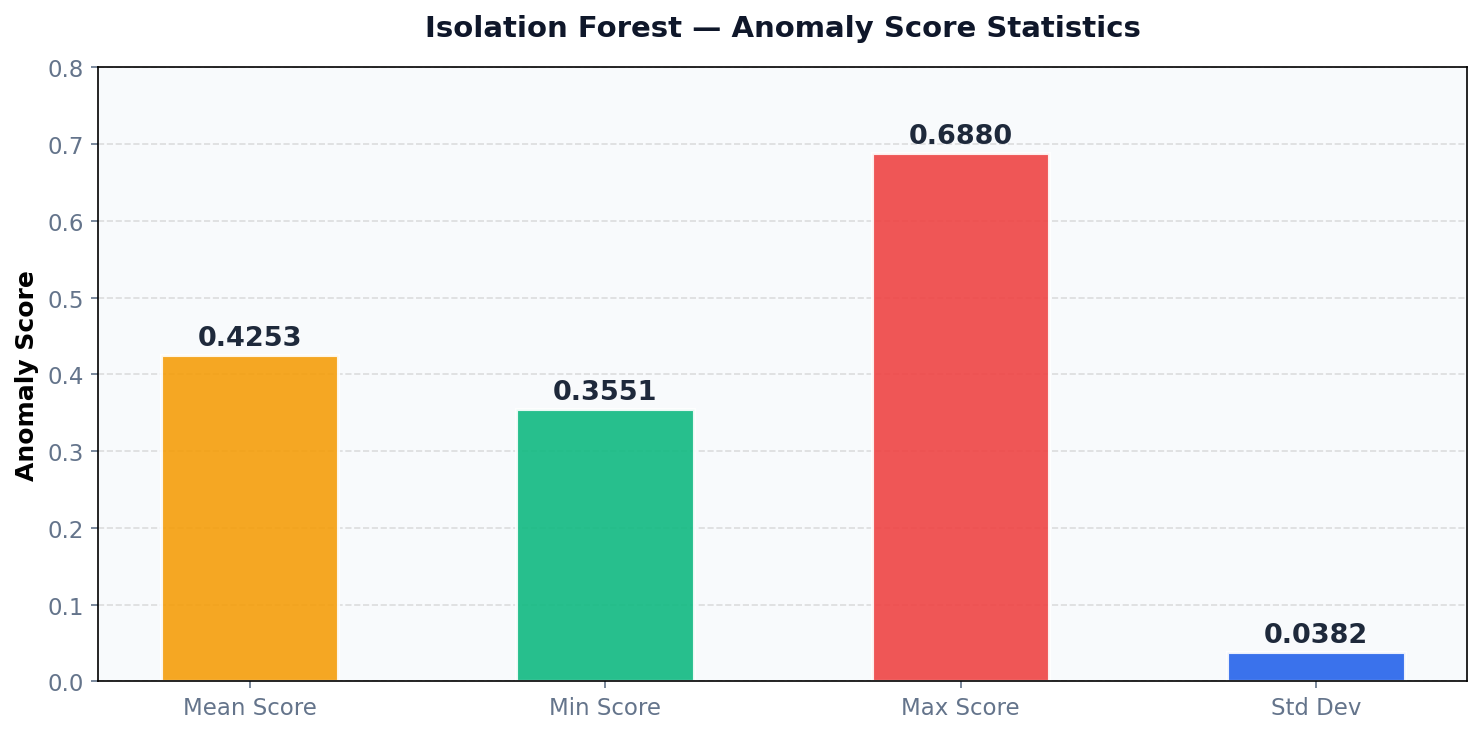 Isolation Forest — Anomaly Score Statistics
Anomaly Score
0.8
0.7
0.6
0.5
0.4
0.3
0.2
0.1
0.0
0.4253
0.3551
0.6880
0.0382
Mean Score
Min Score
Max Score
Std Dev